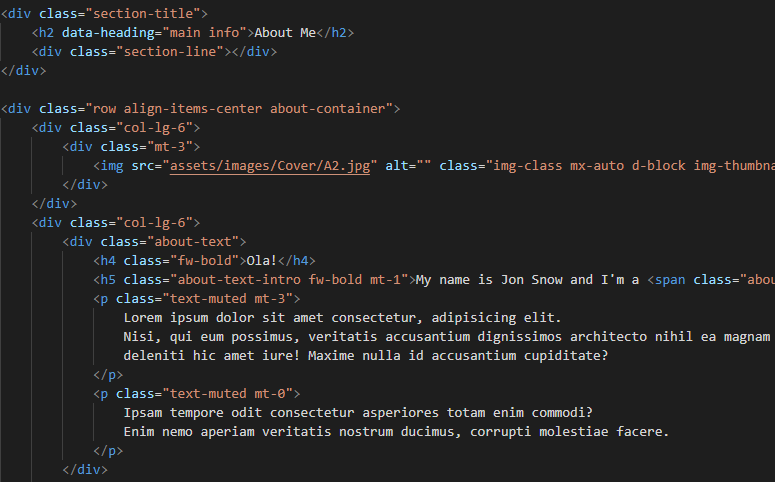 <div class="section-title">
    <h2 data-heading="main info">About Me</h2>
    <div class="section-line"></div>
</div>

<div class="row align-items-center about-container">
    <div class="col-lg-6">
        <div class="mt-3">
            <img src="assets/images/Cover/A2.jpg" alt="" class="img-class mx-auto d-block img-thumbna
        </div>
    </div>
    <div class="col-lg-6">
        <div class="about-text">
            <h4 class="fw-bold">Ola!</h4>
            <h5 class="about-text-intro fw-bold mt-1">My name is Jon Snow and I'm a <span class="abou
            <p class="text-muted mt-3">
                Lorem ipsum dolor sit amet consectetur, adipisicing elit.
                Nisi, qui eum possimus, veritatis accusantium dignissimos architecto nihil ea magnam
                deleniti hic amet iure! Maxime nulla id accusantium cupiditate?
            </p>
            <p class="text-muted mt-0">
                Ipsam tempore odit consectetur asperiores totam enim commodi?
                Enim nemo aperiam veritatis nostrum ducimus, corrupti molestiae facere.
            </p>
        </div>